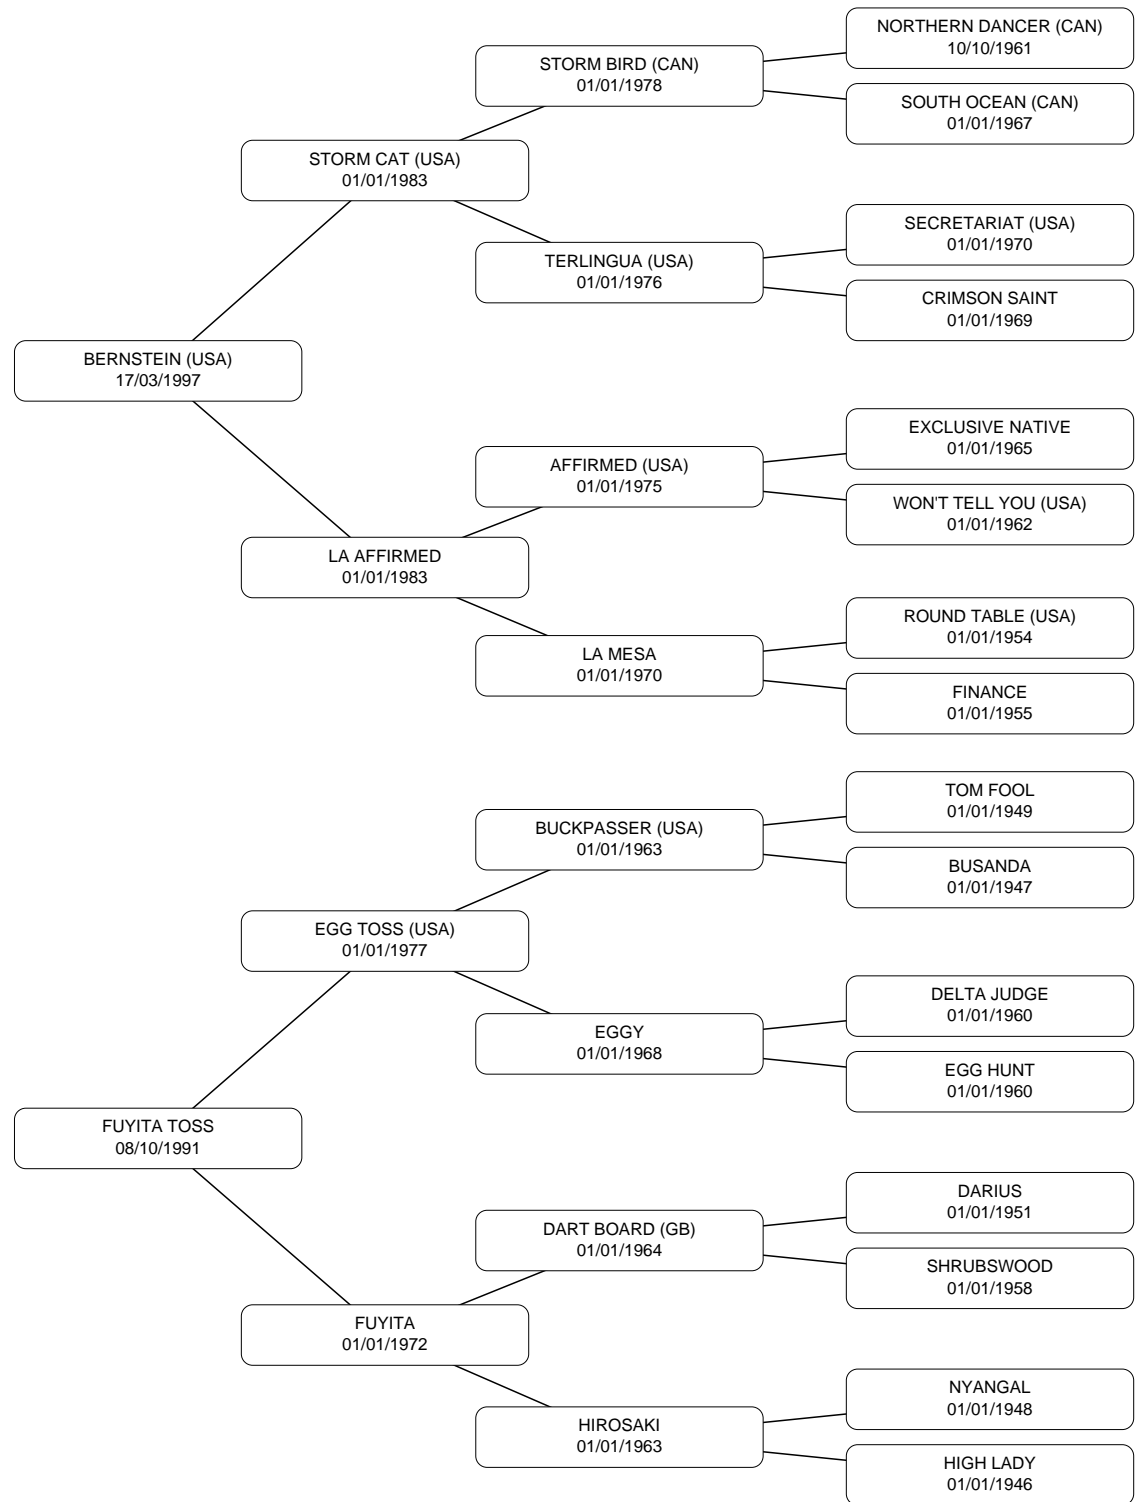 NORTHERN DANCER (CAN)
10/10/1961
STORM BIRD (CAN)
01/01/1978
SOUTH OCEAN (CAN)
01/01/1967
STORM CAT (USA)
01/01/1983
SECRETARIAT (USA)
01/01/1970
TERLINGUA (USA)
01/01/1976
CRIMSON SAINT
01/01/1969
BERNSTEIN (USA)
17/03/1997
EXCLUSIVE NATIVE
01/01/1965
AFFIRMED (USA)
01/01/1975
WON'T TELL YOU (USA)
01/01/1962
LA AFFIRMED
01/01/1983
ROUND TABLE (USA)
01/01/1954
LA MESA
01/01/1970
FINANCE
01/01/1955
TOM FOOL
01/01/1949
BUCKPASSER (USA)
01/01/1963
BUSANDA
01/01/1947
EGG TOSS (USA)
01/01/1977
DELTA JUDGE
01/01/1960
EGGY
01/01/1968
EGG HUNT
01/01/1960
FUYITA TOSS
08/10/1991
DARIUS
01/01/1951
DART BOARD (GB)
01/01/1964
SHRUBSWOOD
01/01/1958
FUYITA
01/01/1972
NYANGAL
01/01/1948
HIROSAKI
01/01/1963
HIGH LADY
01/01/1946